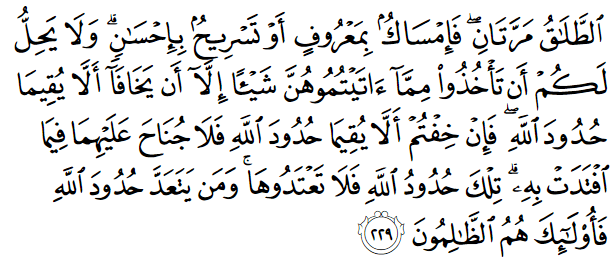 ٱلطَّلَٰقُ مَرَّتَانِۖ فَإِمۡسَاكُۢ بِمَعۡرُوفٍ أَوۡ تَسۡرِيحُۢ بِإِحۡسَٰنٖۗ وَلَا يَحِلُّ
لَكُمۡ أَن تَأۡخُذُواْ مِمَّآ ءَاتَيۡتُمُوهُنَّ شَيۡـًٔا إِلَّآ أَن يَخَافَآ أَلَّا يُقِيمَا
حُدُودَ ٱللَّهِۖ فَإِنۡ خِفۡتُمۡ أَلَّا يُقِيمَا حُدُودَ ٱللَّهِ فَلَا جُنَاحَ عَلَيۡهِمَا فِيمَا
ٱفۡتَدَتۡ بِهِۦۗ تِلۡكَ حُدُودُ ٱللَّهِ فَلَا تَعۡتَدُوهَاۚ وَمَن يَتَعَدَّ حُدُودَ ٱللَّهِ
فَأُوْلَٰٓئِكَ هُمُ ٱلظَّٰلِمُونَ ٢٢٩